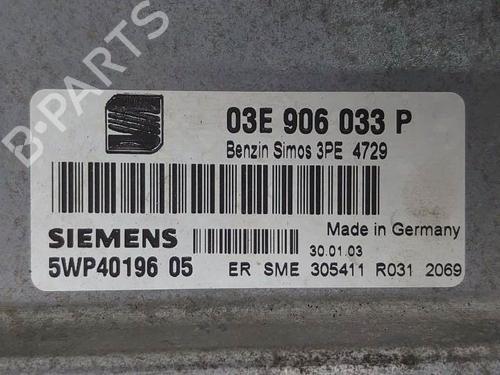 B-PARTS
03E 906 033 P
Benzin Simos 3PE 4729
SIEMENS
Made in Germany
30.01.03
5WP40196 05
ER SME 305411 R031 2069